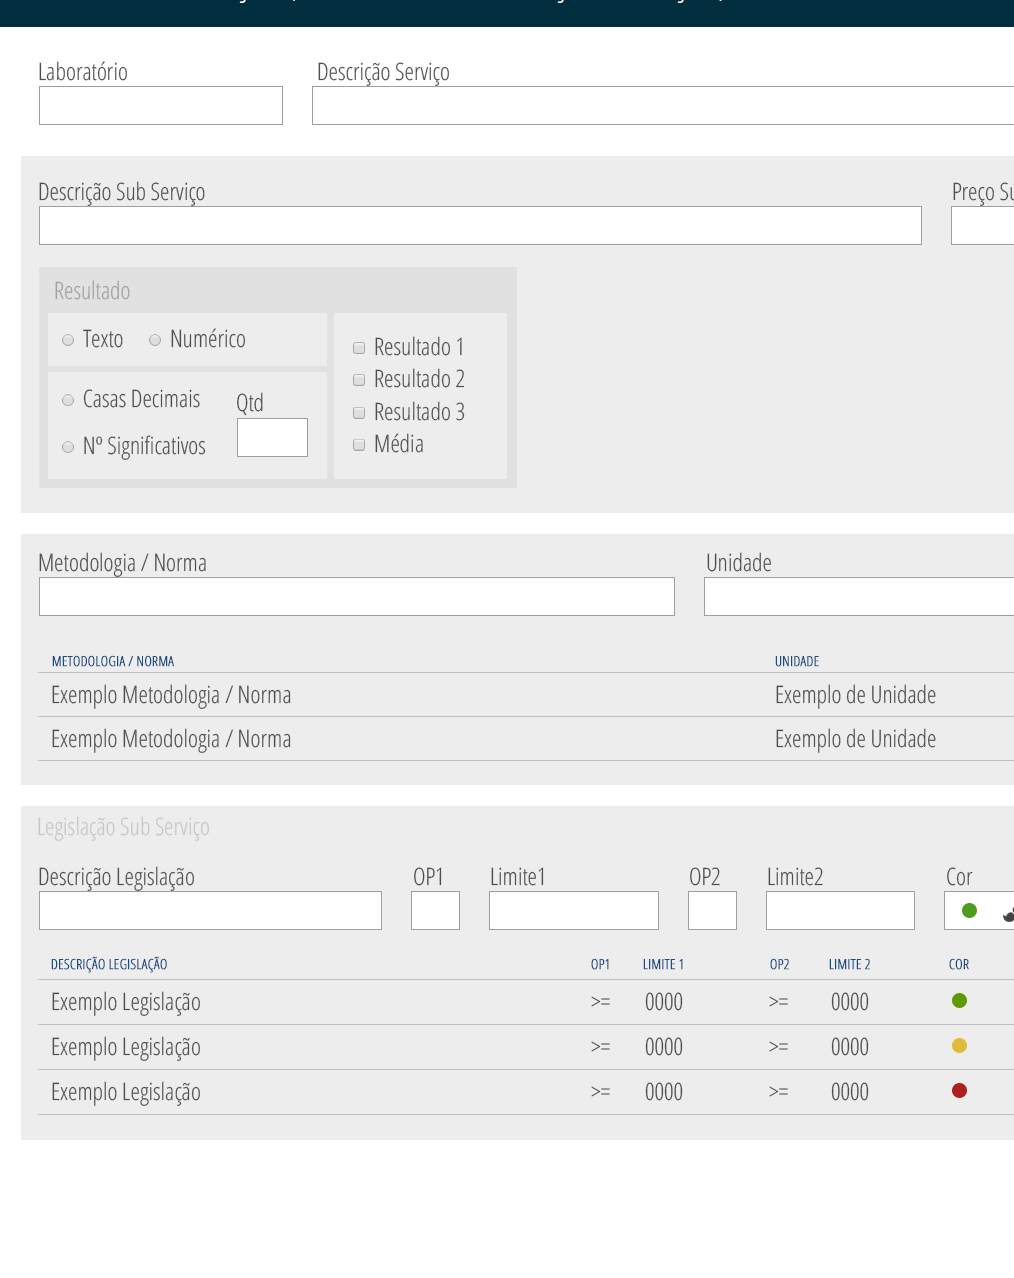 Laboratório Descrição Serviço
Descrição Sub Serviço Preço
Resultado
Texto Numérico
Resultado 1
Resultado 2
Casas Decimais Qtd
Resultado 3
Nº Significativos
Média
Metodologia / Norma Unidade
METODOLOGIA / NORMA UNIDADE
Exemplo Metodologia / Norma Exemplo de Unidade
Exemplo Metodologia / Norma Exemplo de Unidade
Legislação Sub Serviço
Descrição Legislação OP1 Limite1 OP2 Limite2 Cor
DESCRIÇÃO LEGISLAÇÃO OP1 LIMITE 1 OP2 LIMITE 2 COR
Exemplo Legislação >= 0000 >= 0000
Exemplo Legislação >= 0000 >= 0000
Exemplo Legislação >= 0000 >= 0000